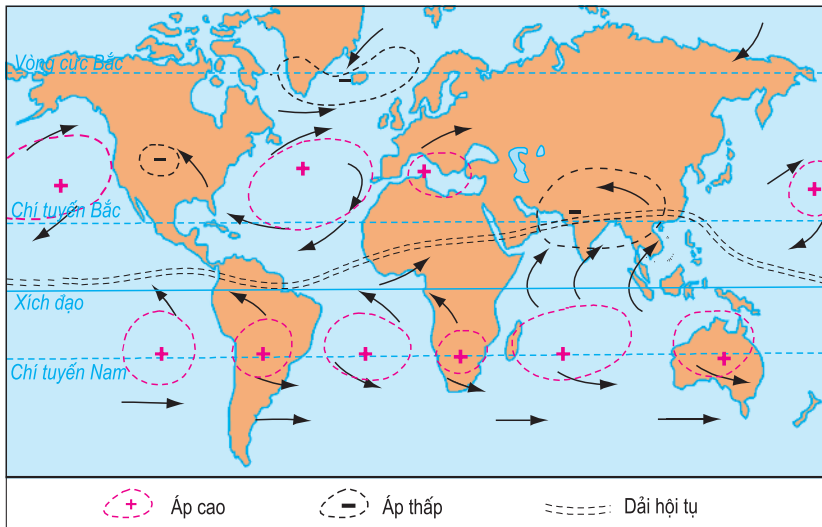 Vòng cực Bắc
Chí tuyến Bắc
Xích đạo
Chí tuyến Nam
Áp cao
Áp thấp
Dải hội tụ